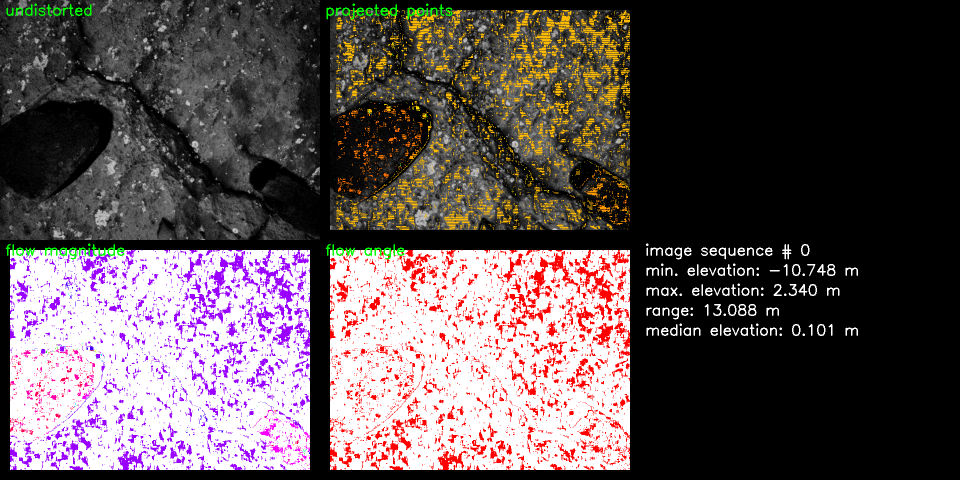 undistorted
projected points
flow magnitude
flow angle
image sequence # 0
min. elevation: −10.748 m
max. elevation: 2.340 m
range: 13.088 m
median elevation: 0.101 m